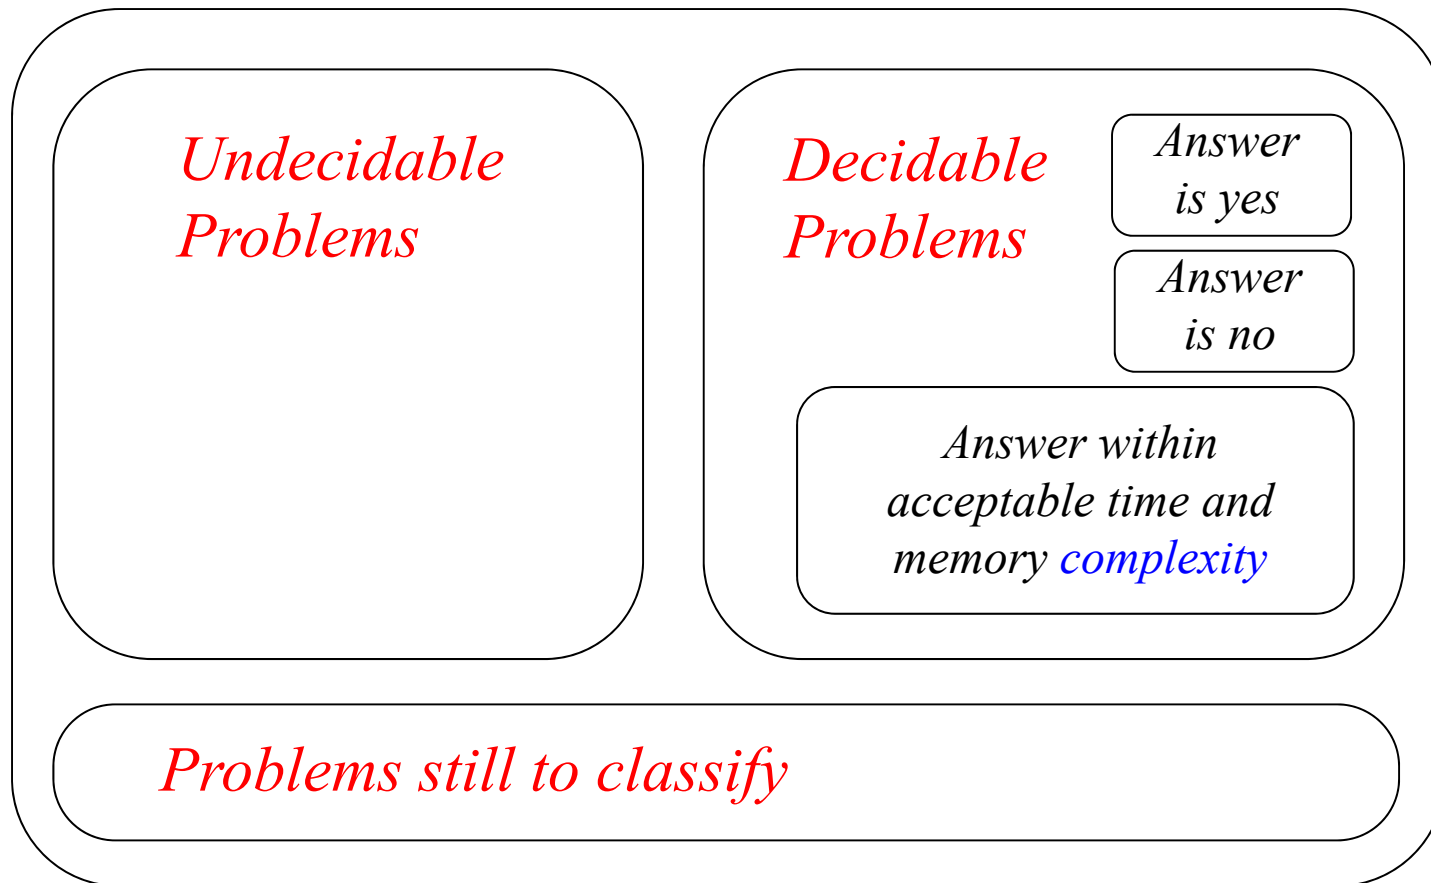 Undecidable
Problems
Decidable
Problems
Answer
is yes
Answer
is no
Answer within
acceptable time and
memory complexity
Problems still to classify